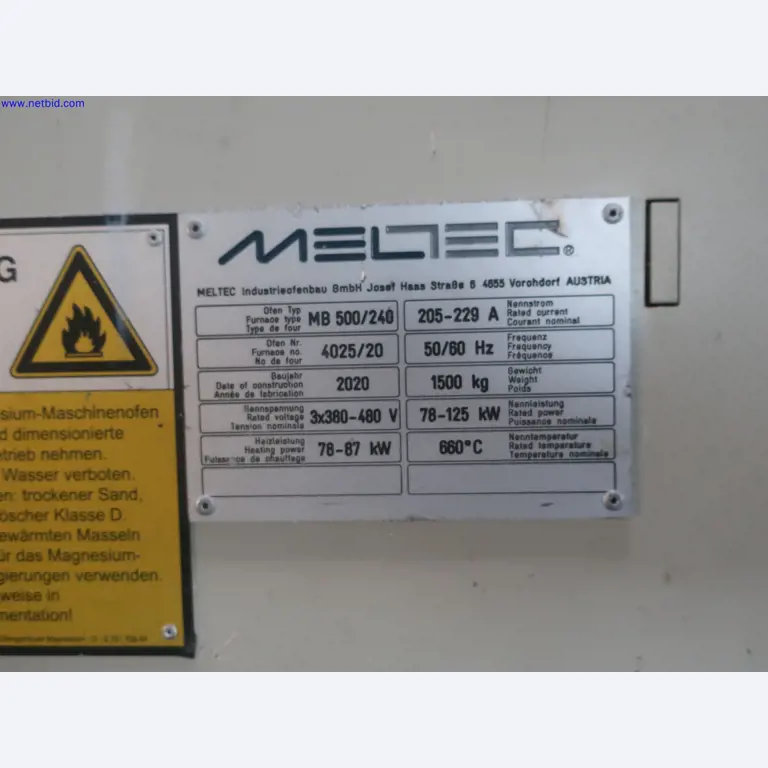 www.netbid.com
G
esium-Maschinenofen
d dimensionierte
trieb nehmen.
Wasser verboten.
en: trockener Sand,
öscher Klasse D.
ewärmten Masseln
ür das Magnesium-
gierungen verwenden.
weise in
mentation!
MELTEC®
MELTEC Industrieofenbau GmbH Josef Haas Straße 6 4655 Vorchdorf AUSTRIA
Ofen Typ
Furnace type
Type de four
MB 500/240
205-229 A
Nennstrom
Rated current
Courant nominal
Ofen Nr.
Furnace no.
No de four
4025/20
50/60 Hz
Frequenz
Frequency
Fréquence
Baujahr
Date of construction
Année de fabrication
2020
1500 kg
Gewicht
Weight
Poids
Nennspannung
Rated voltage
Tension nominale
3x380-480 V
78-125 kW
Nennleistung
Rated power
Puissance nominale
Heizleistung
Heating power
Puissance de chauffage
78-87 kW
660°C
Nenntemperatur
Rated temperature
Temperature nominale